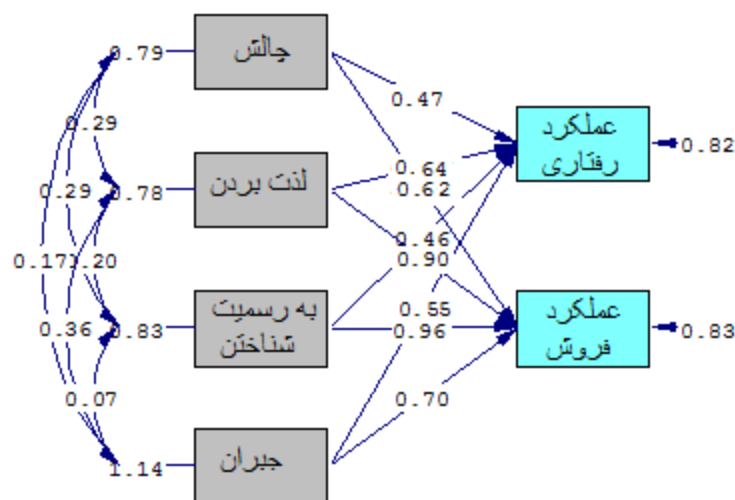 0.79
چالش
0.47
0.29
عملکرد
رفتاری
0.82
0.64
0.78
لذت بردن
0.62
0.29
0.46
0.17
0.20
0.90
0.55
0.36
0.83
به رسمیت
شناختن
0.96
عملکرد
فروش
0.83
0.07
0.70
1.14
جبران